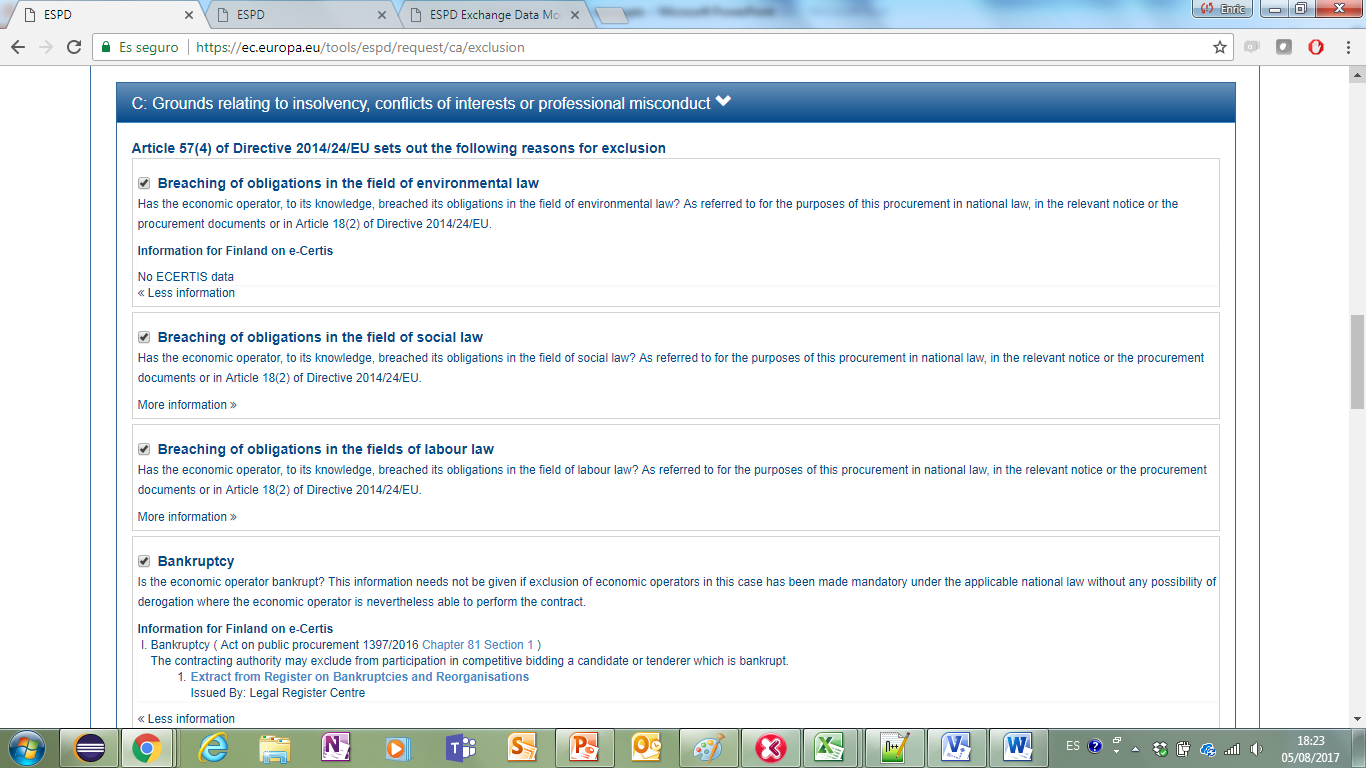 ESPD
ESPD
ESPD Exchange Data Mo
Microsoft PowerPoint
Enric
Es seguro
https://ec.europa.eu/tools/espd/request/ca/exclusion
C: Grounds relating to insolvency, conflicts of interests or professional misconduct
Article 57(4) of Directive 2014/24/EU sets out the following reasons for exclusion
Breaching of obligations in the field of environmental law
Has the economic operator, to its knowledge, breached its obligations in the field of environmental law? As referred to for the purposes of this procurement in national law, in the relevant notice or the
procurement documents or in Article 18(2) of Directive 2014/24/EU.
Information for Finland on e-Certis
No ECERTIS data
« Less information
Breaching of obligations in the field of social law
Has the economic operator, to its knowledge, breached its obligations in the field of social law? As referred to for the purposes of this procurement in national law, in the relevant notice or the procurement
documents or in Article 18(2) of Directive 2014/24/EU.
More information »
Breaching of obligations in the fields of labour law
Has the economic operator, to its knowledge, breached its obligations in the field of labour law? As referred to for the purposes of this procurement in national law, in the relevant notice or the procurement
documents or in Article 18(2) of Directive 2014/24/EU.
More information »
Bankruptcy
Is the economic operator bankrupt? This information needs not be given if exclusion of economic operators in this case has been made mandatory under the applicable national law without any possibility of
derogation where the economic operator is nevertheless able to perform the contract.
Information for Finland on e-Certis
I. Bankruptcy ( Act on public procurement 1397/2016 Chapter 81 Section 1 )
The contracting authority may exclude from participation in competitive bidding a candidate or tenderer which is bankrupt.
1. Extract from Register on Bankruptcies and Reorganisations
Issued By: Legal Register Centre
« Less information
ES
18:23
05/08/2017